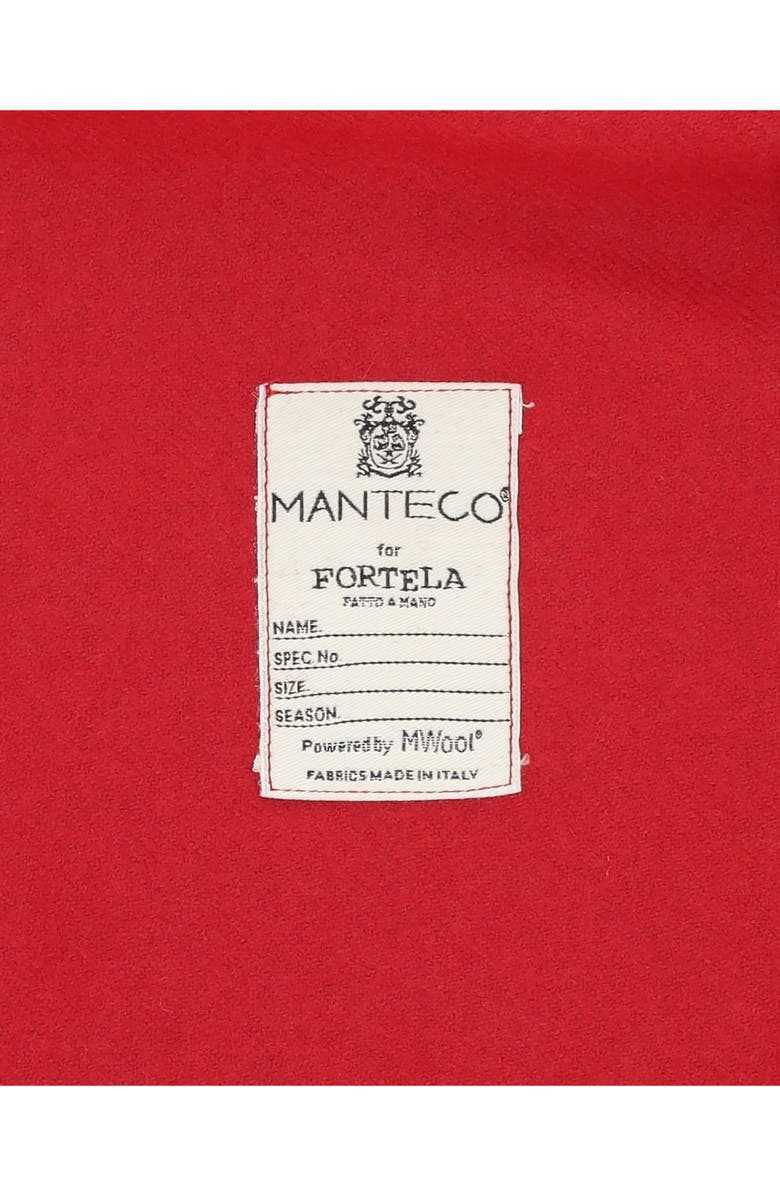 MANTECO®
for
FORTELA
FATTO A MANO
NAME.
SPEC. No.
SIZE.
SEASON.
Powered by MWool®
FABRICS MADE IN ITALY